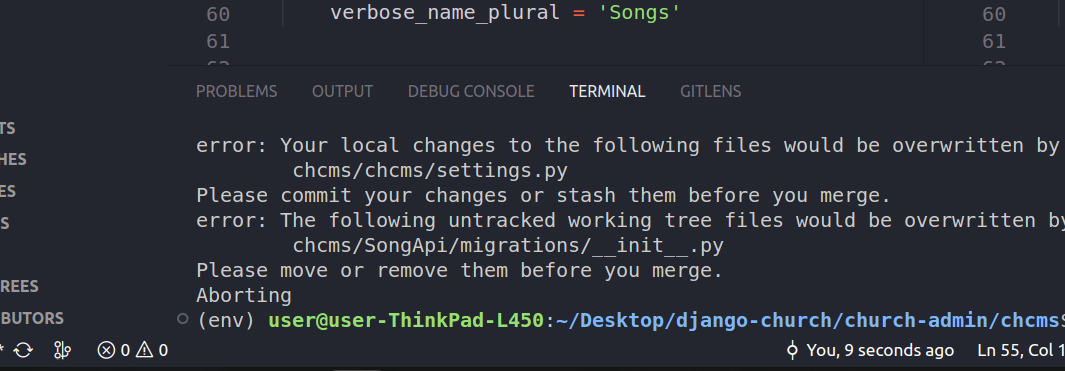 60 verbose_name_plural = 'Songs' 60
61 61
PROBLEMS OUTPUT DEBUG CONSOLE TERMINAL GITLENS
TS
HES
ES
S
REES
BUTORS
error: Your local changes to the following files would be overwritten by
chcms/chcms/settings.py
Please commit your changes or stash them before you merge.
error: The following untracked working tree files would be overwritten by
chcms/SongApi/migrations/__init__.py
Please move or remove them before you merge.
Aborting
(env) user@user-ThinkPad-L450:~/Desktop/django-church/church-admin/chcms$
* 0 0 You, 9 seconds ago Ln 55, Col 1